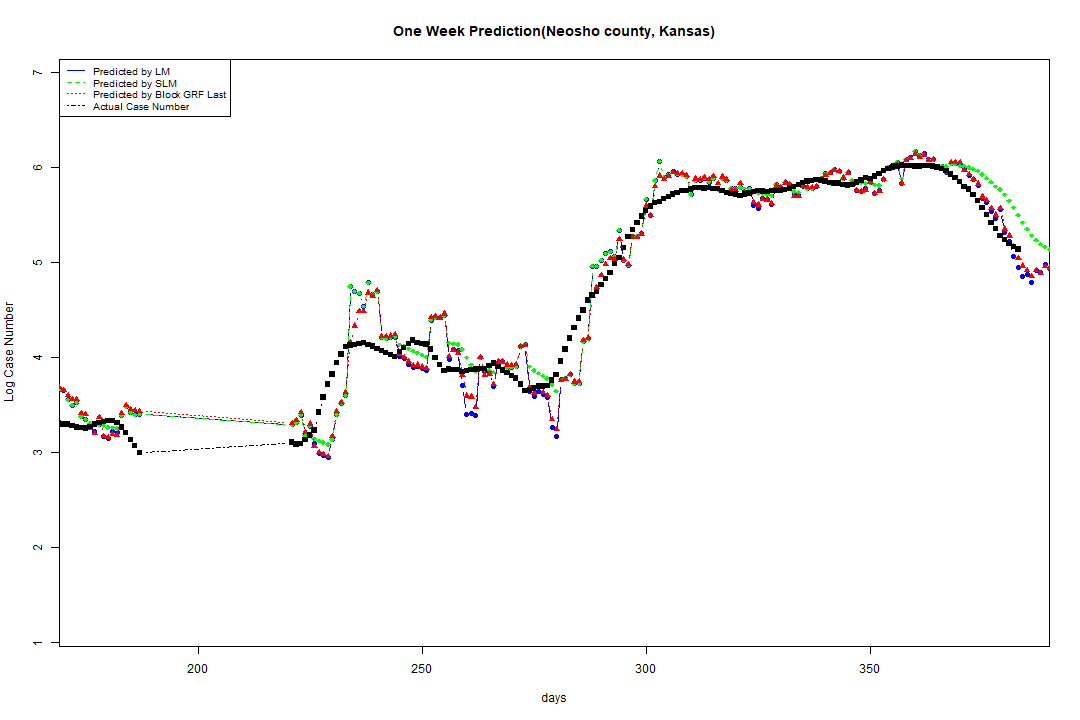 One Week Prediction(Neosho county, Kansas)
Predicted by LM
Predicted by SLM
Predicted by Block GRF Last
Actual Case Number
7
6
5
4
3
2
1
Log Case Number
200
250
300
350
days